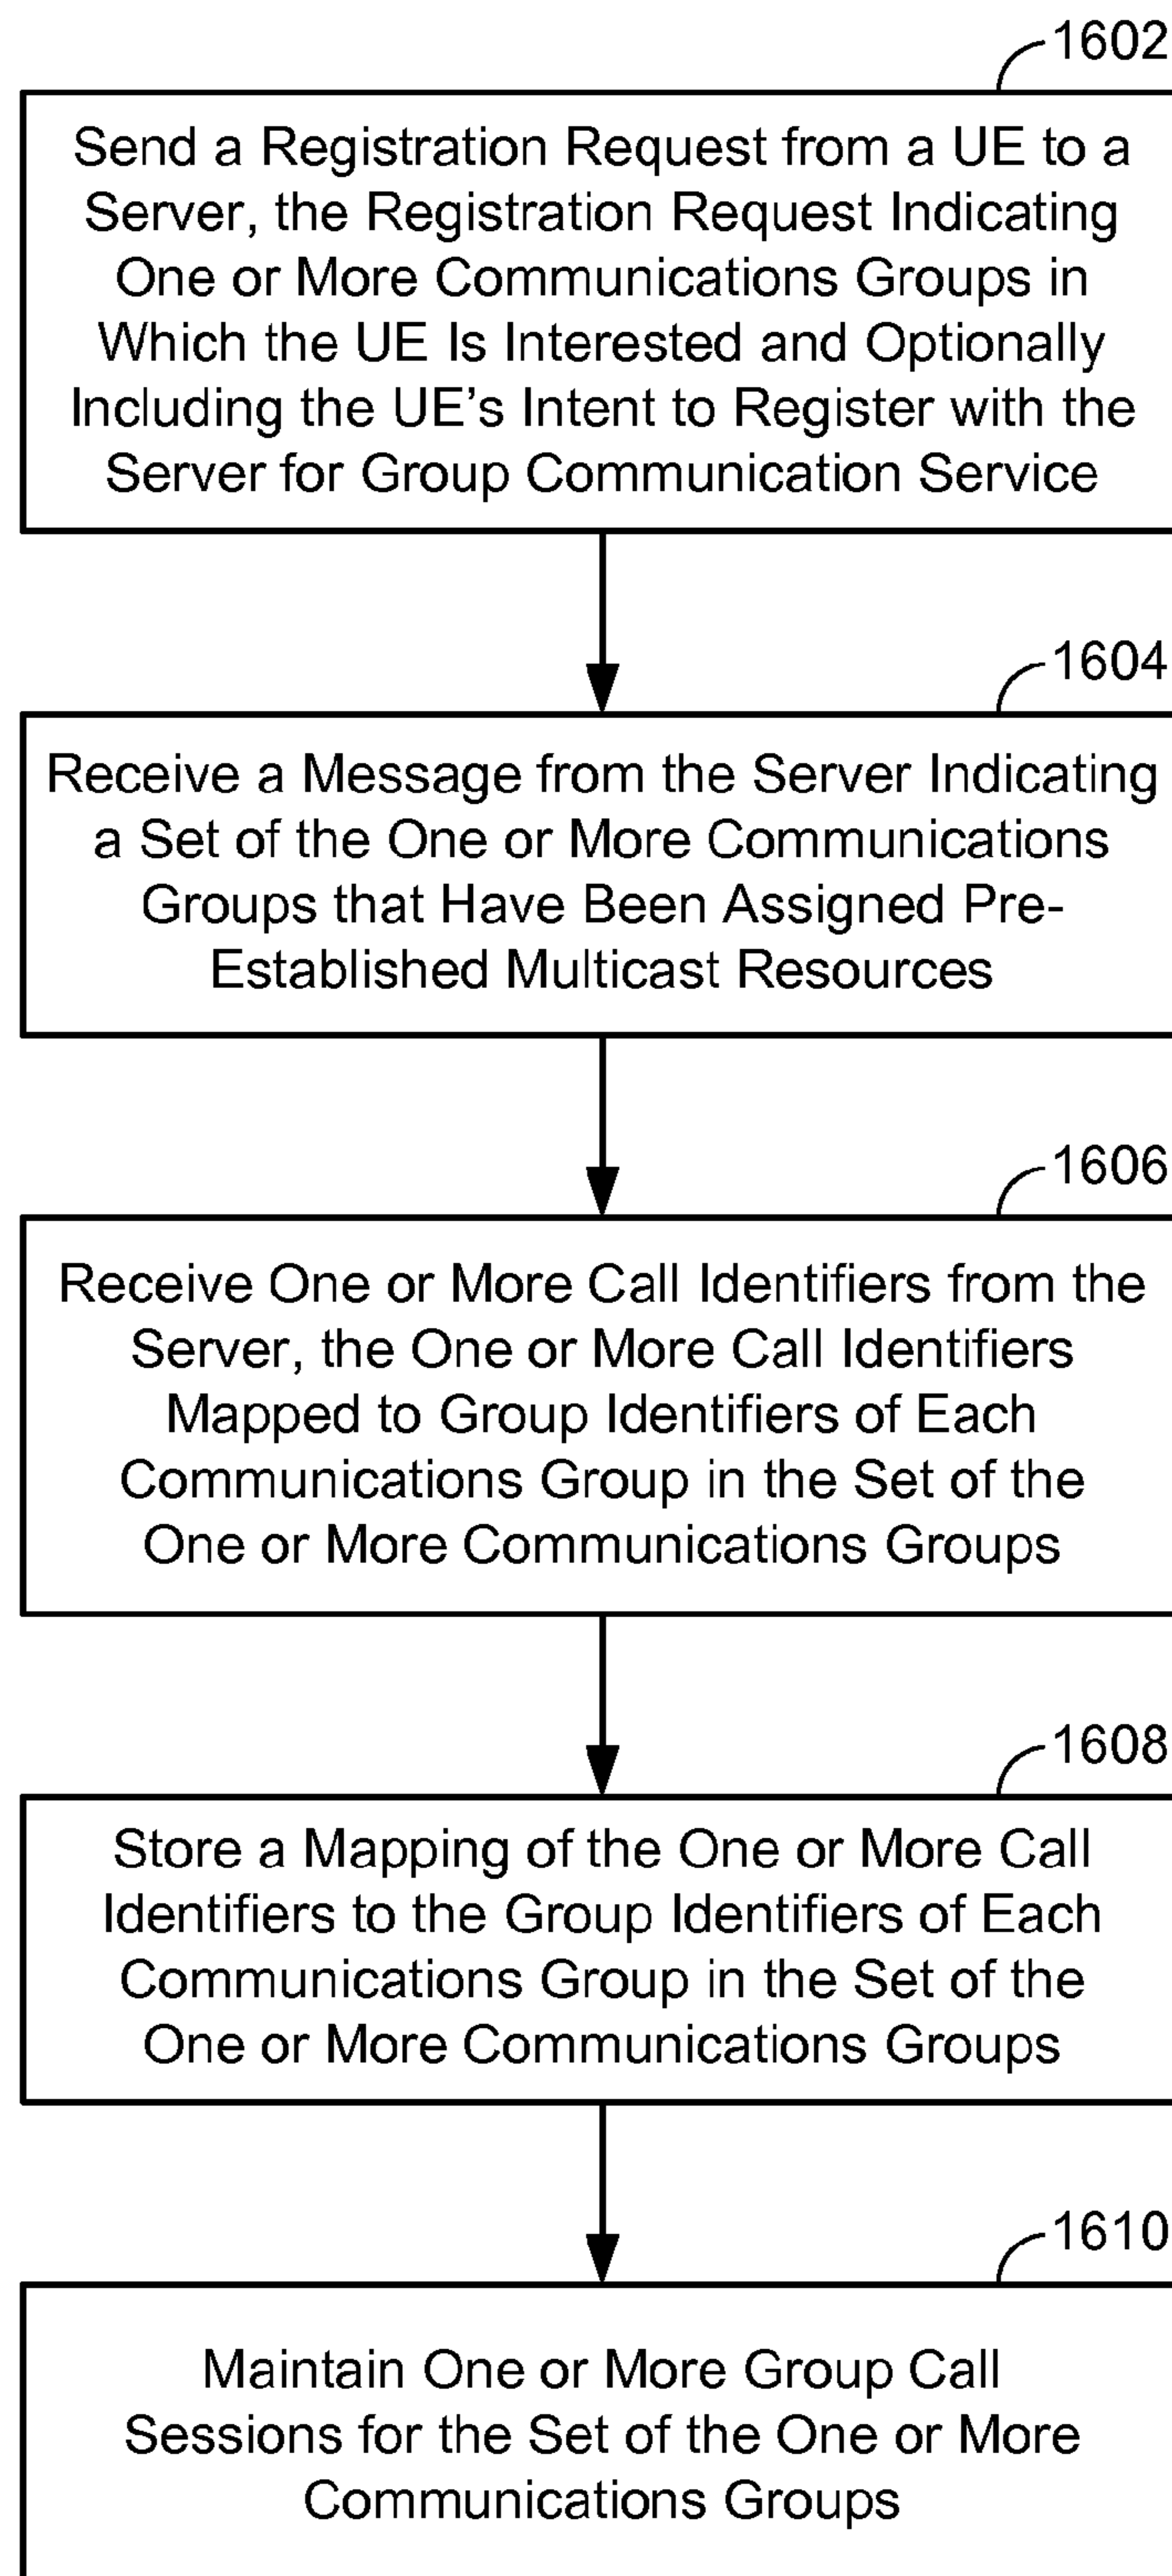 1602
Send a Registration Request from a UE to a
Server, the Registration Request Indicating
One or More Communications Groups in
Which the UE Is Interested and Optionally
Including the UE's Intent to Register with the
Server for Group Communication Service
1604
Receive a Message from the Server Indicating
a Set of the One or More Communications
Groups that Have Been Assigned Pre-
Established Multicast Resources
1606
Receive One or More Call Identifiers from the
Server, the One or More Call Identifiers
Mapped to Group Identifiers of Each
Communications Group in the Set of the
One or More Communications Groups
1608
Store a Mapping of the One or More Call
Identifiers to the Group Identifiers of Each
Communications Group in the Set of the
One or More Communications Groups
1610
Maintain One or More Group Call
Sessions for the Set of the One or More
Communications Groups